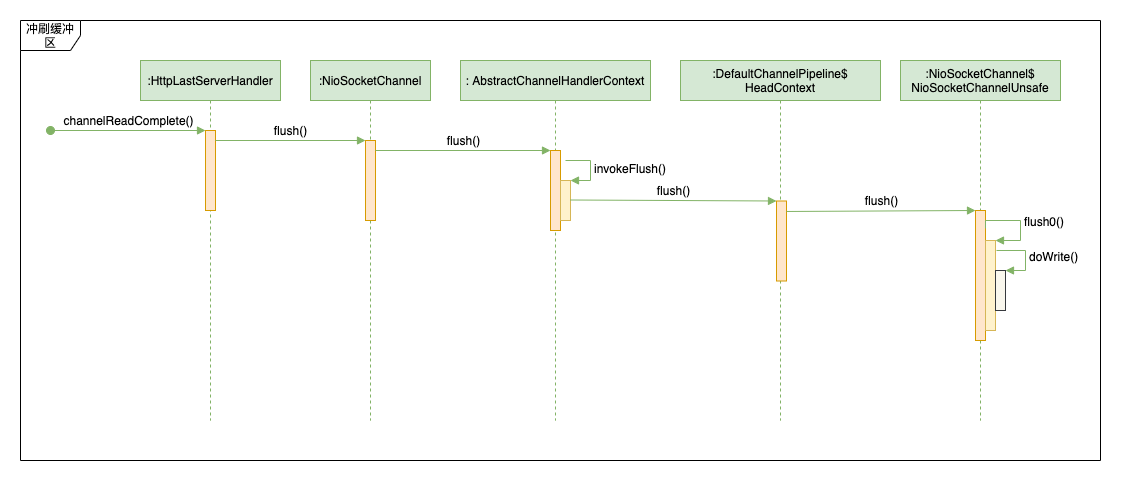 冲刷缓冲
区
:HttpLastServerHandler
:NioSocketChannel
: AbstractChannelHandlerContext
:DefaultChannelPipeline$
HeadContext
:NioSocketChannel$
NioSocketChannelUnsafe
channelReadComplete()
flush()
flush()
invokeFlush()
flush()
flush()
flush0()
doWrite()